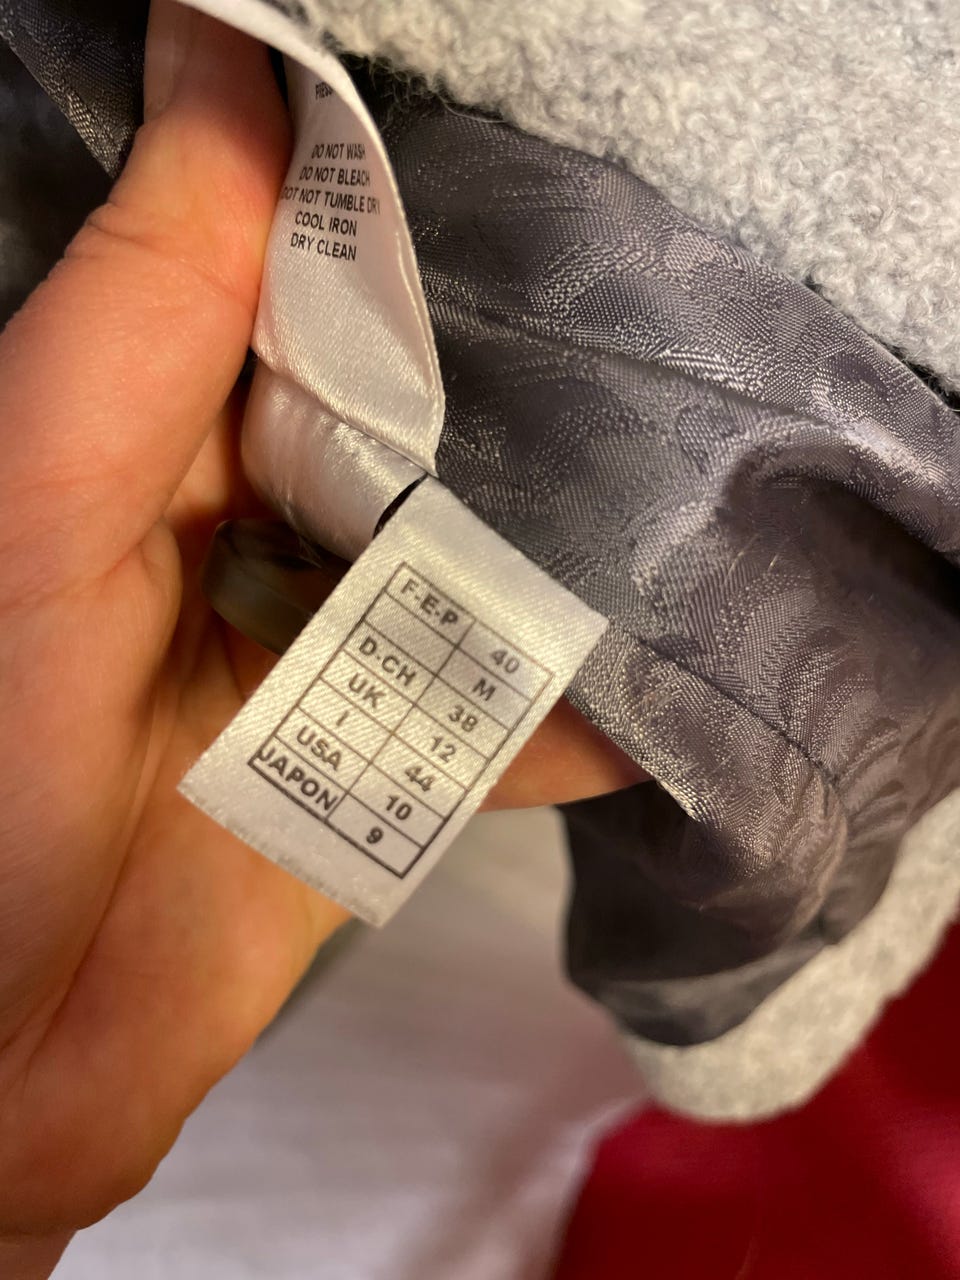 DO NOT WASH
DO NOT BLEACH
DOT NOT TUMBLE DRY
COOL IRON
DRY CLEAN
F-E-P 40
M
D-CH 38
UK 12
I 44
USA 10
JAPON 9